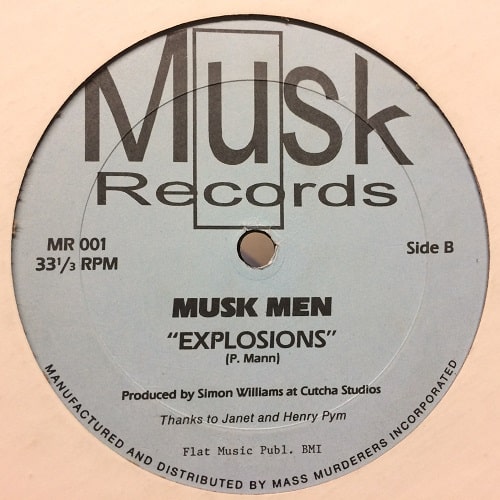 Musk
Records
MR 001
33⅓ RPM
Side B
MUSK MEN
"EXPLOSIONS"
(P. Mann)
Produced by Simon Williams at Cutcha Studios
Thanks to Janet and Henry Pym
Flat Music Publ. BMI
MANUFACTURED AND DISTRIBUTED BY MASS MURDERERS INCORPORATED